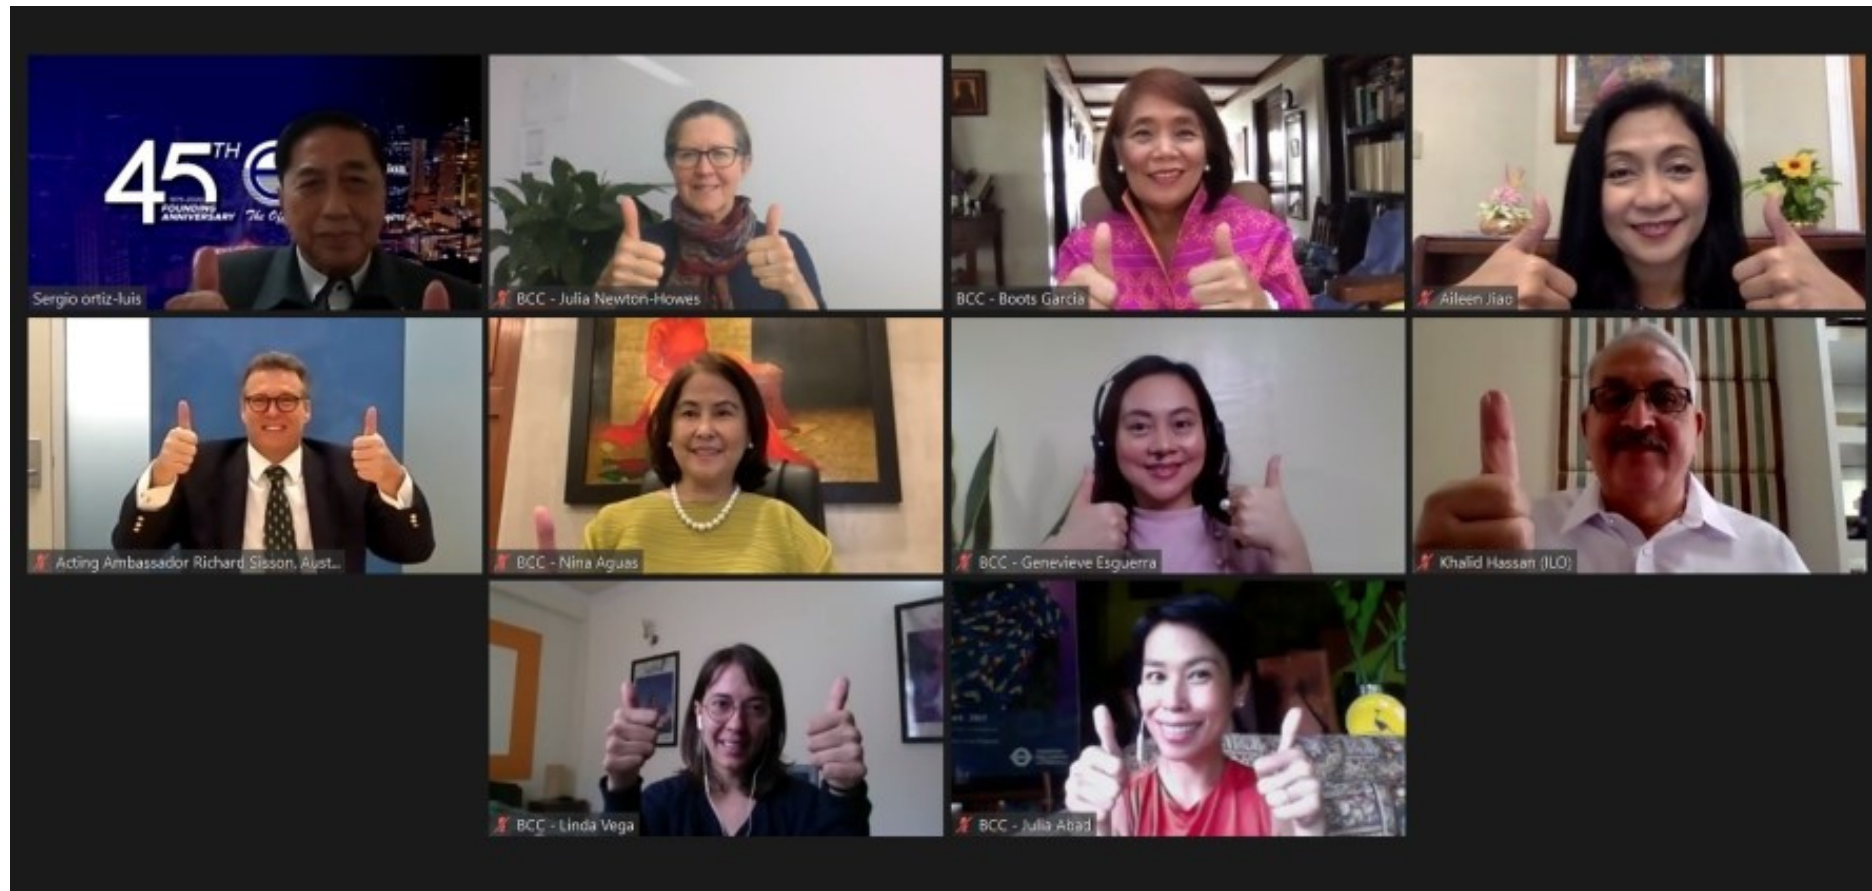 45TH
FOUNDING
ANNIVERSARY
Sergio ortiz-luis
BCC - Julia Newton-Howes
BCC - Boots Garcia
Aileen Jiao
Acting Ambassador Richard Sisson, Aust...
BCC - Nina Aguas
BCC - Genevieve Esguerra
Khalid Hassan (ILO)
BCC - Linda Vega
BCC - Julia Abad